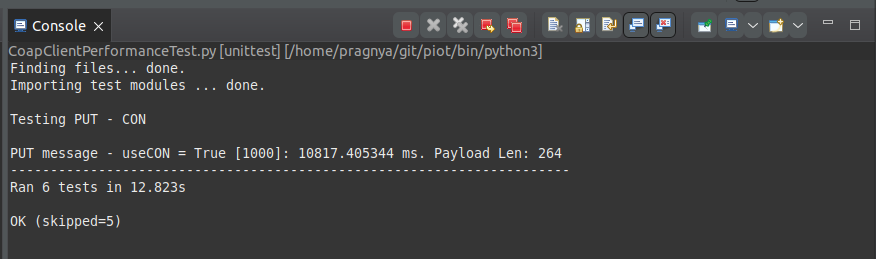 Console
CoapClientPerformanceTest.py [unittest] [/home/pragnya/git/piot/bin/python3]
Finding files... done.
Importing test modules ... done.
Testing PUT - CON
PUT message - useCON = True [1000]: 10817.405344 ms. Payload Len: 264
----------------------------------------------------------------------
Ran 6 tests in 12.823s
OK (skipped=5)